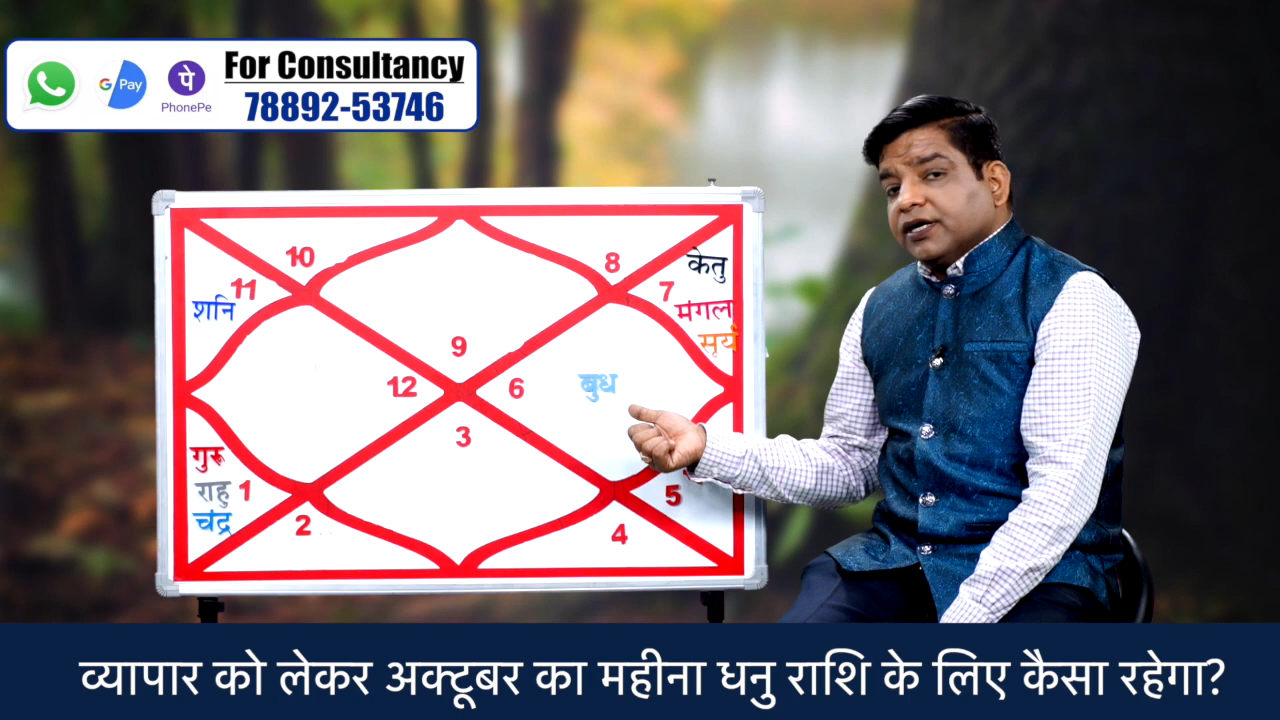 For Consultancy
G Pay
पे
PhonePe
78892-53746
10
8
केतु
11
7
शनि
मंगल
सूर्य
9
12
6
बुध
3
गुरू
राहु 1
चंद्र
5
2
4
व्यापार को लेकर अक्टूबर का महीना धनु राशि के लिए कैसा रहेगा?